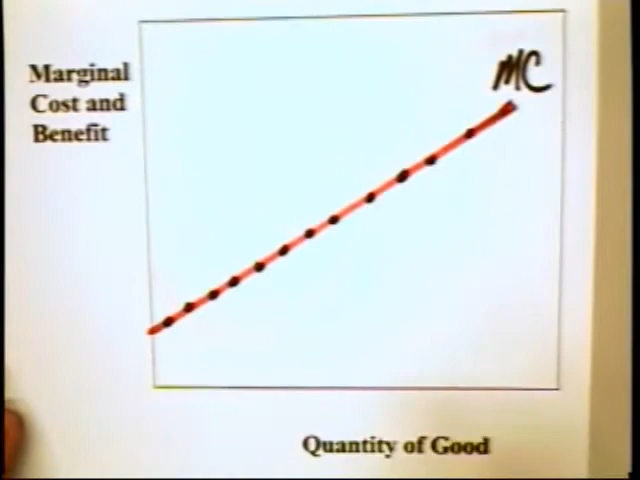 Marginal
Cost and
Benefit
MC
Quantity of Good